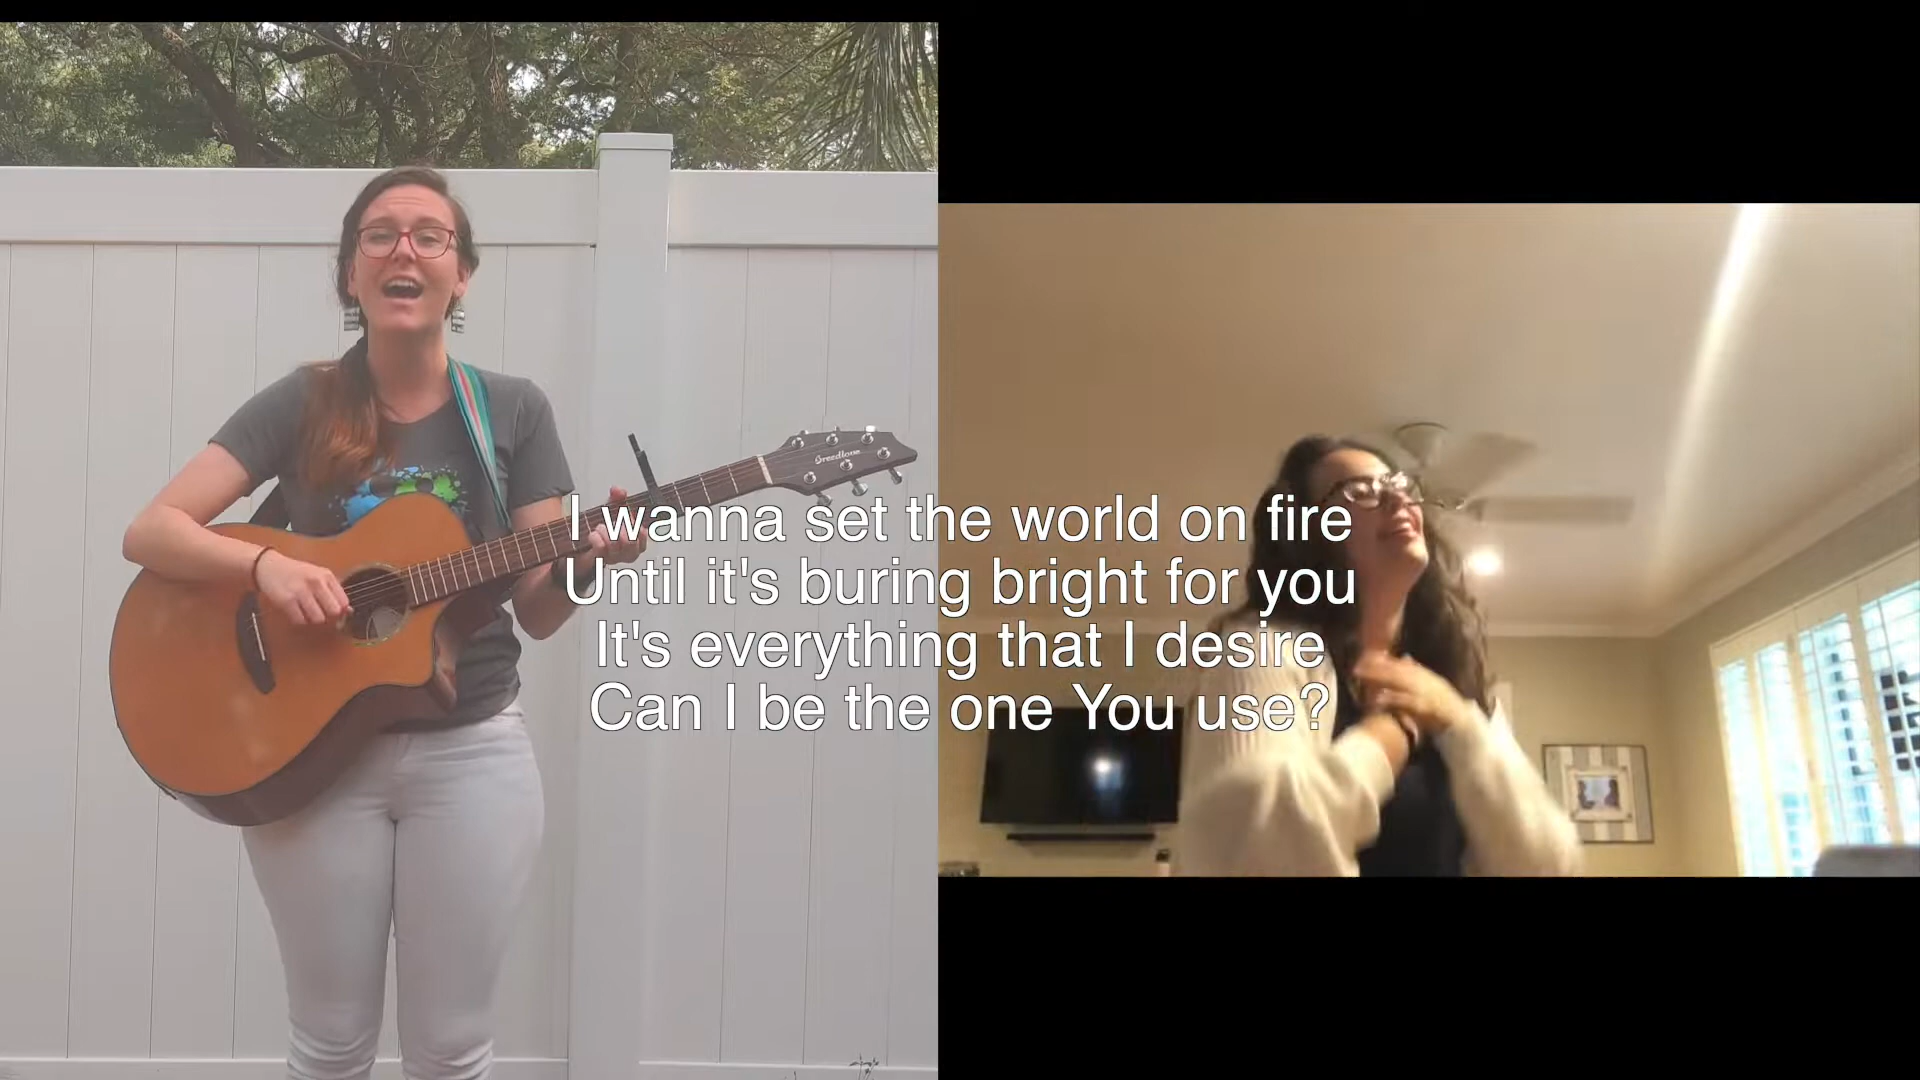 Breedlove
I wanna set the world on fire
Until it's buring bright for you
It's everything that I desire
Can I be the one You use?